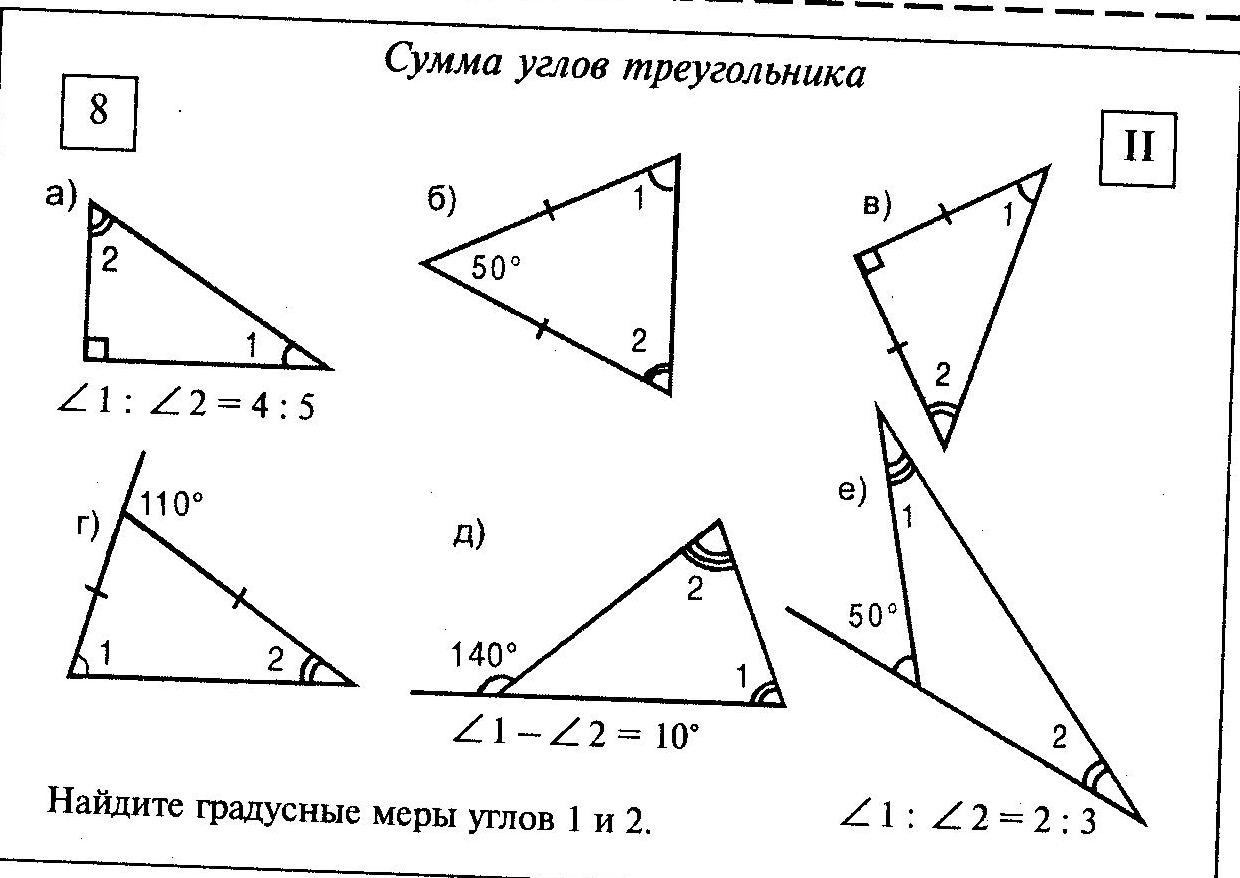 Сумма углов треугольника
8
II
а)
2
1
∠1 : ∠2 = 4 : 5
б)
1
50°
2
в)
1
2
г)
110°
1
2
д)
2
140°
1
∠1 – ∠2 = 10°
е)
1
50°
2
∠1 : ∠2 = 2 : 3
Найдите градусные меры углов 1 и 2.